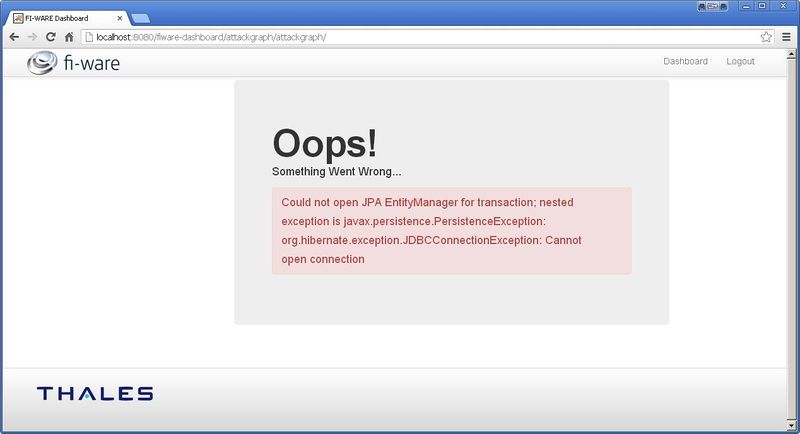 FI-WARE Dashboard
localhost:8080/fiware-dashboard/attackgraph/attackgraph/
fi-ware
Dashboard
Logout
Oops!
Something Went Wrong...
Could not open JPA EntityManager for transaction; nested
exception is javax.persistence.PersistenceException:
org.hibernate.exception.JDBCConnectionException: Cannot
open connection
THALES